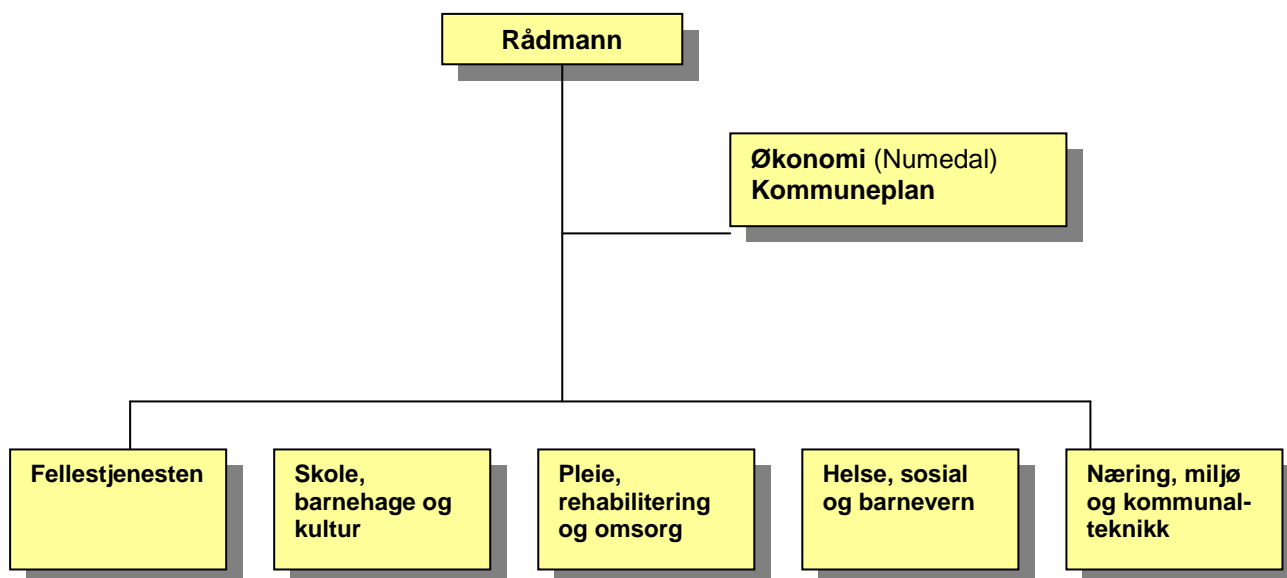 Rådmann
Økonomi (Numedal)
Kommuneplan
Fellestjenesten
Skole,
barnehage og
kultur
Pleie,
rehabilitering
og omsorg
Helse, sosial
og barnevern
Næring, miljø
og kommunal-
teknikk